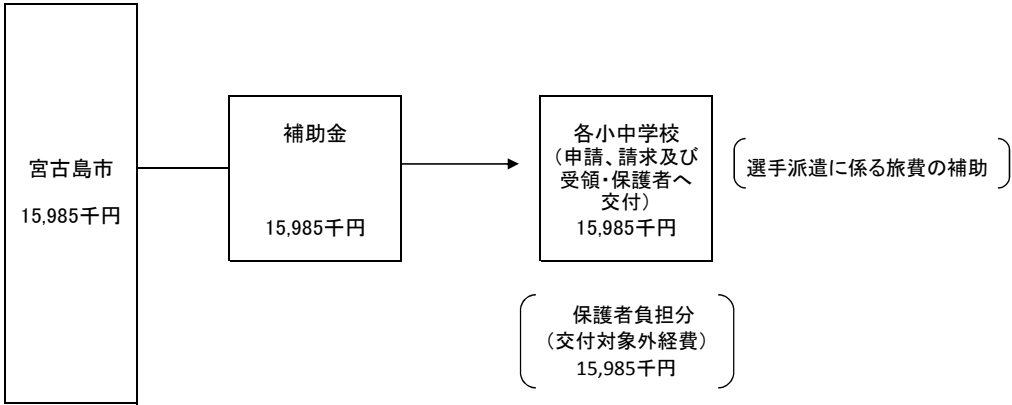 宮古島市
15,985千円
補助金
15,985千円
各小中学校
（申請、請求及び
受領・保護者へ
交付）
15,985千円
選手派遣に係る旅費の補助
保護者負担分
（交付対象外経費）
15,985千円